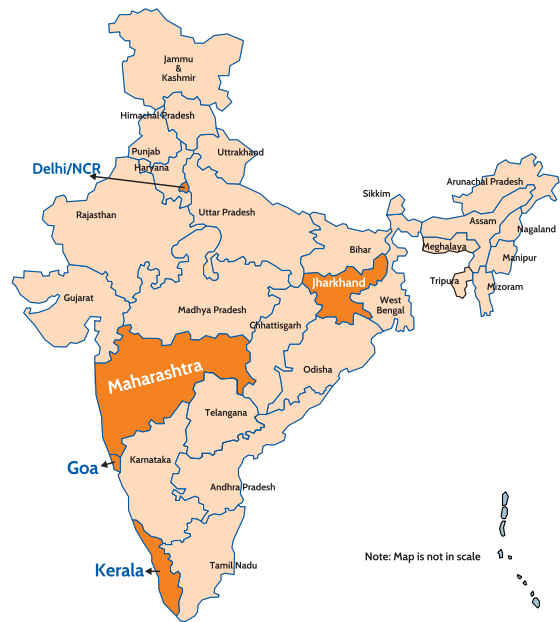 Jammu
&
Kashmir
Himachal Pradesh
Punjab
Uttrakhand
Haryana
Delhi/NCR
Arunachal Pradesh
Sikkim
Rajasthan
Uttar Pradesh
Assam
Nagaland
Meghalaya
Bihar
Manipur
Jharkhand
Tripura
Mizoram
Gujarat
Madhya Pradesh
West
Bengal
Chhattisgarh
Maharashtra
Odisha
Telangana
Karnataka
Goa
Andhra Pradesh
Note: Map is not in scale
Tamil Nadu
Kerala